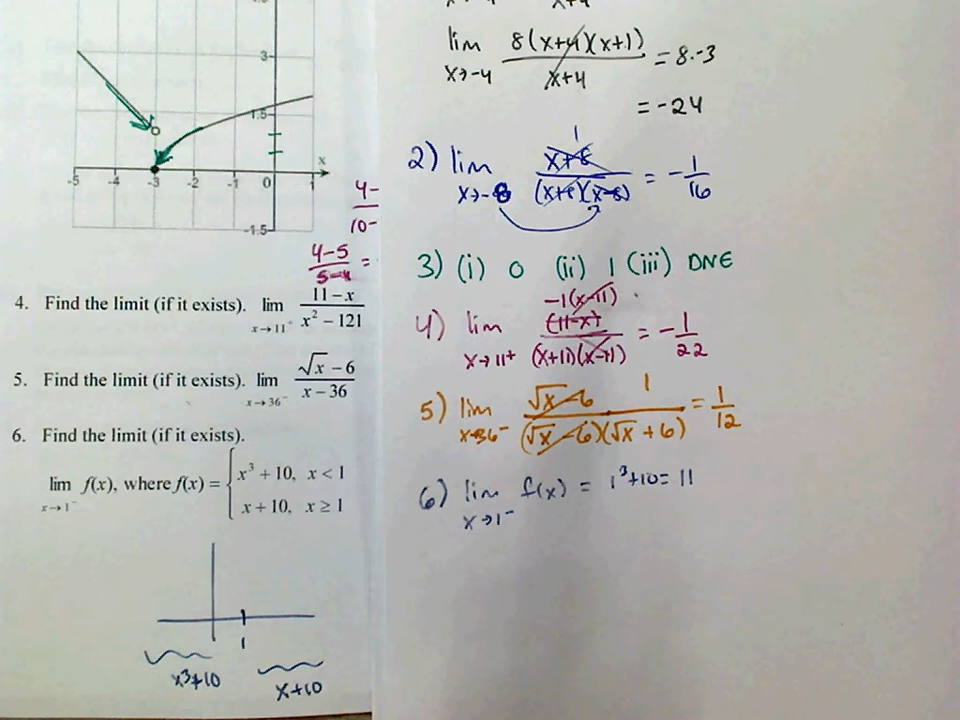 3
1.5
x
-5 -4 -3 -2 -1 0 1
-1.5
4-
10-
4-5
5-4 =
4. Find the limit (if it exists). lim x→11⁻ (11 − x)/(x² − 121)
5. Find the limit (if it exists). lim x→36⁻ (√x − 6)/(x − 36)
6. Find the limit (if it exists).
lim x→1⁻ f(x), where f(x) = { x³ + 10, x < 1
x + 10, x ≥ 1
1
x³+10
x+10
lim x→-4 8(x+4)(x+1)/(x+4) = 8·-3
= -24
2) lim x→-8 1 (x+8)/((x+8)(x-8)) = -1/16
3) (i) 0 (ii) 1 (iii) DNE
-1(x-11)
4) lim x→11+ (11-x)/((x+11)(x-11)) = -1/22
5) lim x→36⁻ (√x-6) 1/((√x-6)(√x+6)) = 1/12
6) lim x→1⁻ f(x) = 1³+10 = 11